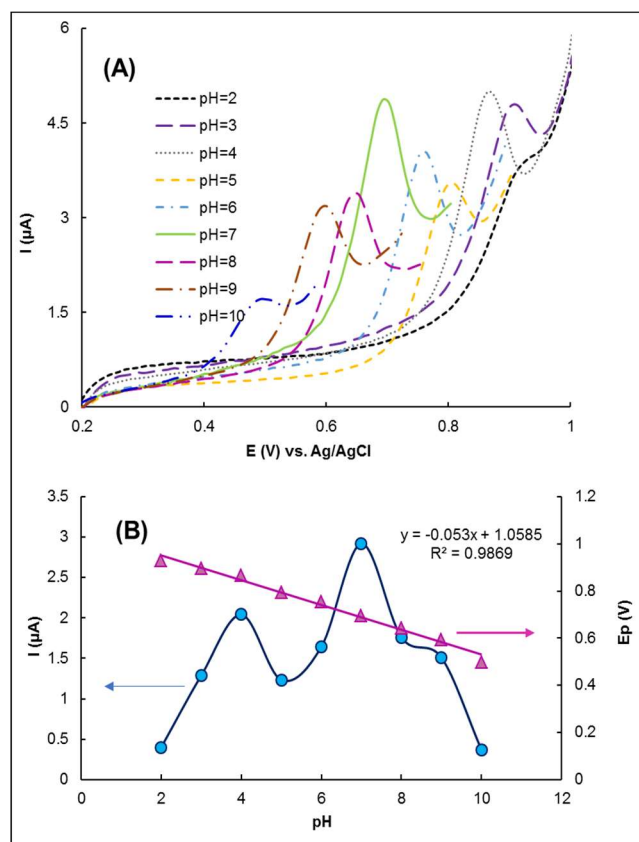 6
(A)
pH=2
pH=3
4.5
pH=4
pH=5
pH=6
I (µA)
3
pH=7
pH=8
pH=9
1.5
pH=10
0
0.2
0.4
0.6
0.8
1
E (V) vs. Ag/AgCl
3.5
1.2
(B)
y = -0.053x + 1.0585
R² = 0.9869
3
1
2.5
0.8
2
I (µA)
0.6
Ep (V)
1.5
0.4
1
0.2
0.5
0
0
0
2
4
6
8
10
12
pH